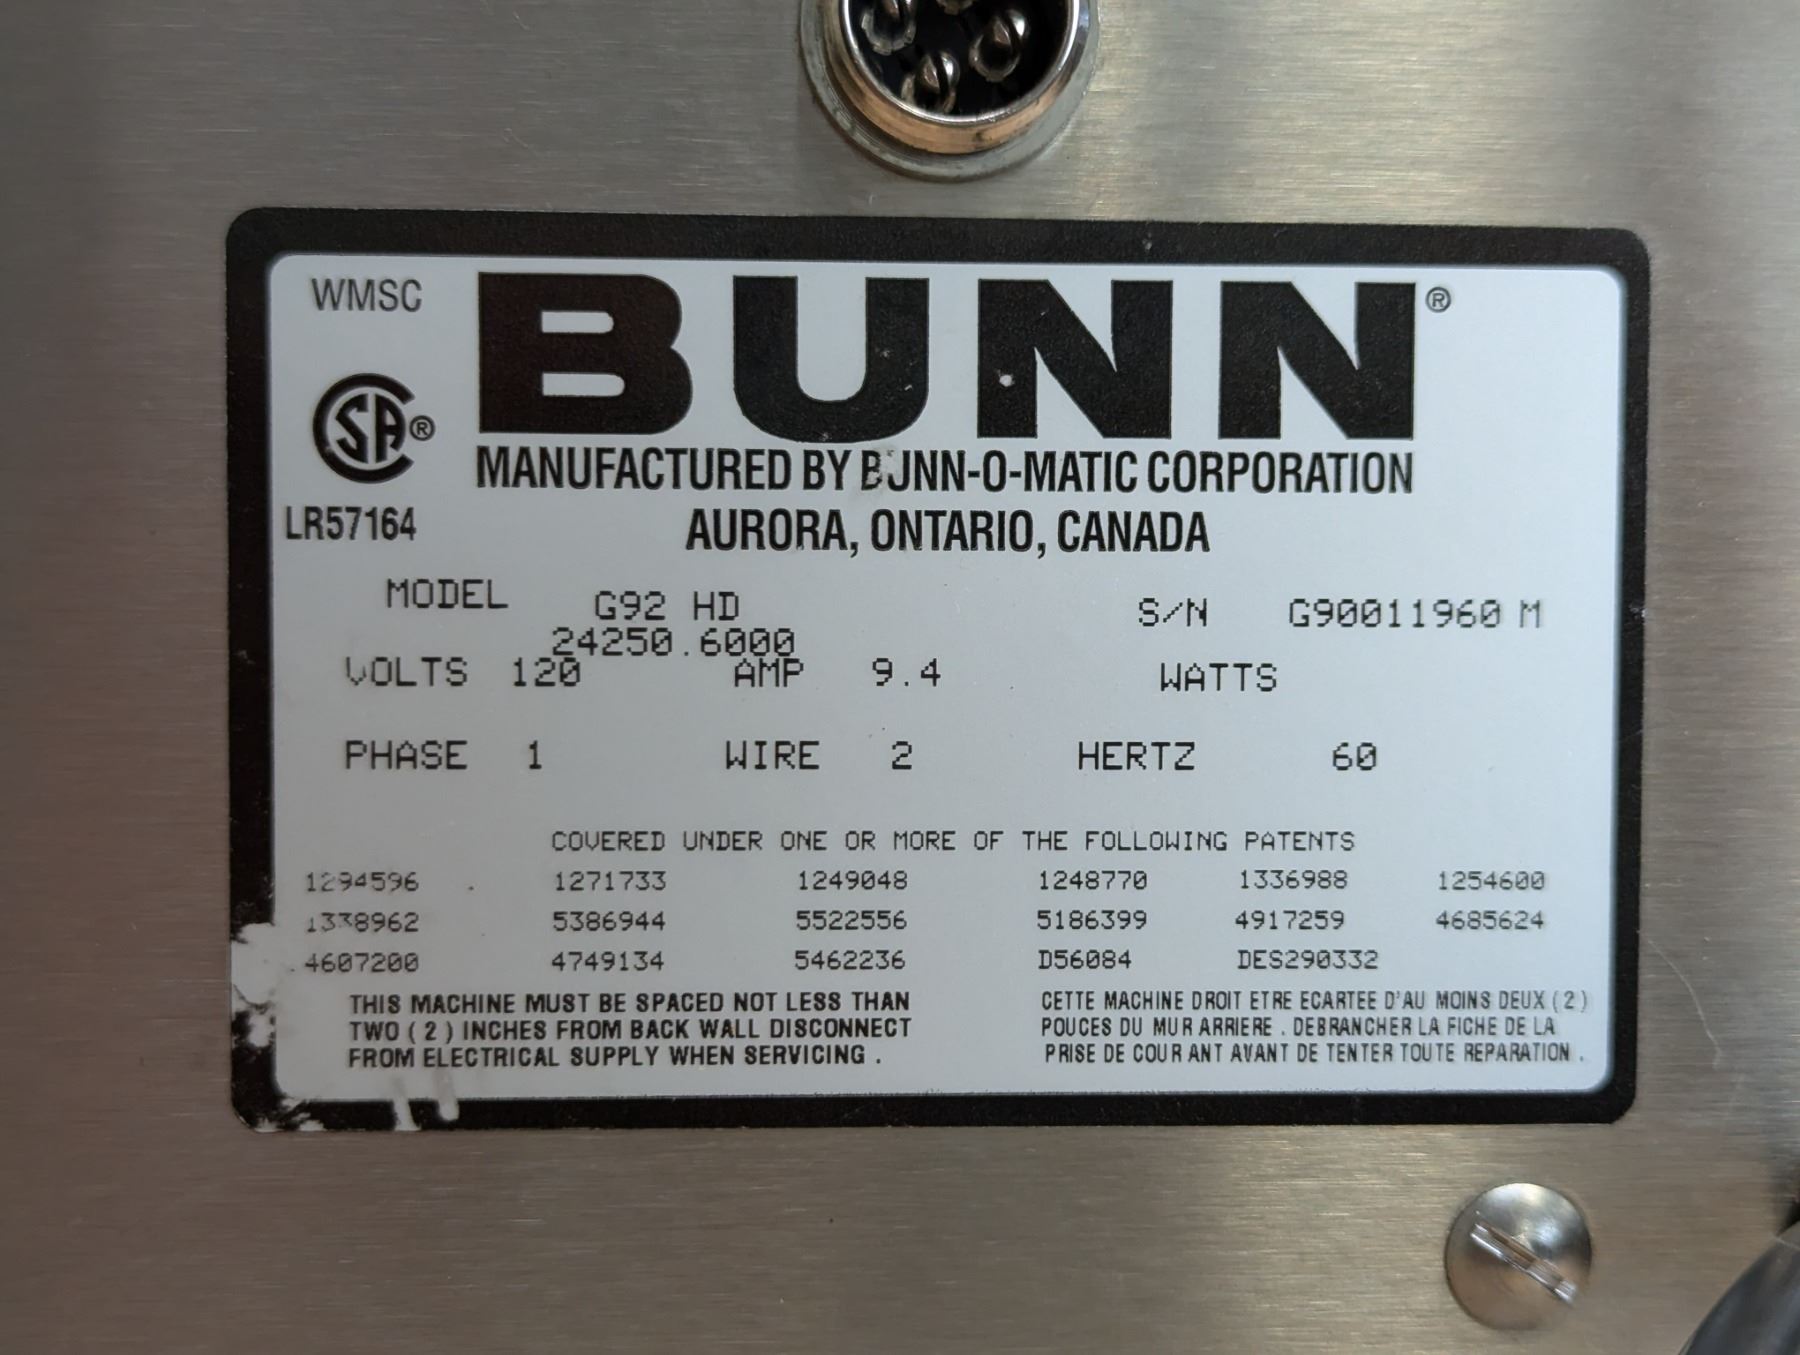 WMSC
BUNN®
SA®
MANUFACTURED BY BUNN-O-MATIC CORPORATION
LR57164
AURORA, ONTARIO, CANADA
MODEL G92 HD S/N G90011960 M
24250.6000
VOLTS 120 AMP 9.4 WATTS
PHASE 1 WIRE 2 HERTZ 60
COVERED UNDER ONE OR MORE OF THE FOLLOWING PATENTS
1294596 1271733 1249048 1248770 1336988 1254600
1338962 5386944 5522556 5186399 4917259 4685624
4607200 4749134 5462236 D56084 DES290332
THIS MACHINE MUST BE SPACED NOT LESS THAN
TWO (2) INCHES FROM BACK WALL DISCONNECT
FROM ELECTRICAL SUPPLY WHEN SERVICING .
CETTE MACHINE DROIT ETRE ECARTEE D'AU MOINS DEUX (2)
POUCES DU MUR ARRIERE . DEBRANCHER LA FICHE DE LA
PRISE DE COURANT AVANT DE TENTER TOUTE REPARATION .